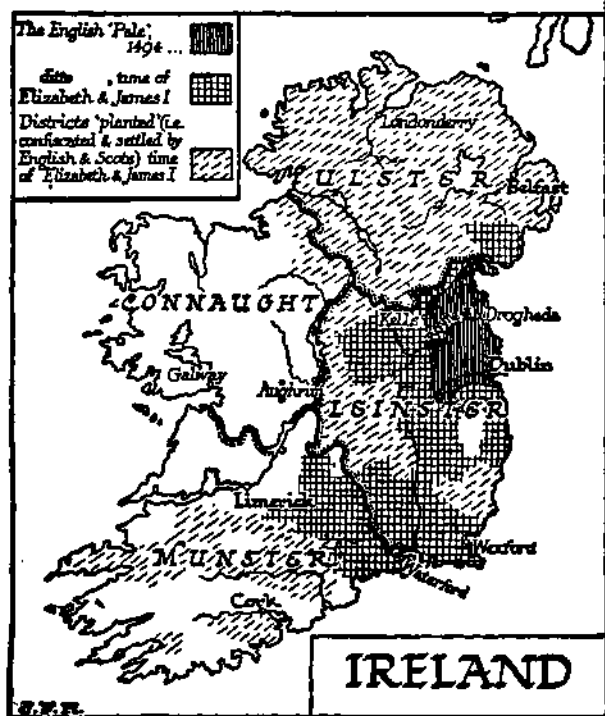 The English 'Pale',
1494 ...
ditto , time of
Elizabeth & James I
Districts 'planted' (i.e.
confiscated & settled by
English & Scots) time
of Elizabeth & James I
Londonderry
ULSTER
Belfast
CONNAUGHT
Kells
Drogheda
Galway
Dublin
Aughrim
LEINSTER
Limerick
MUNSTER
Wexford
Waterford
Cork
IRELAND